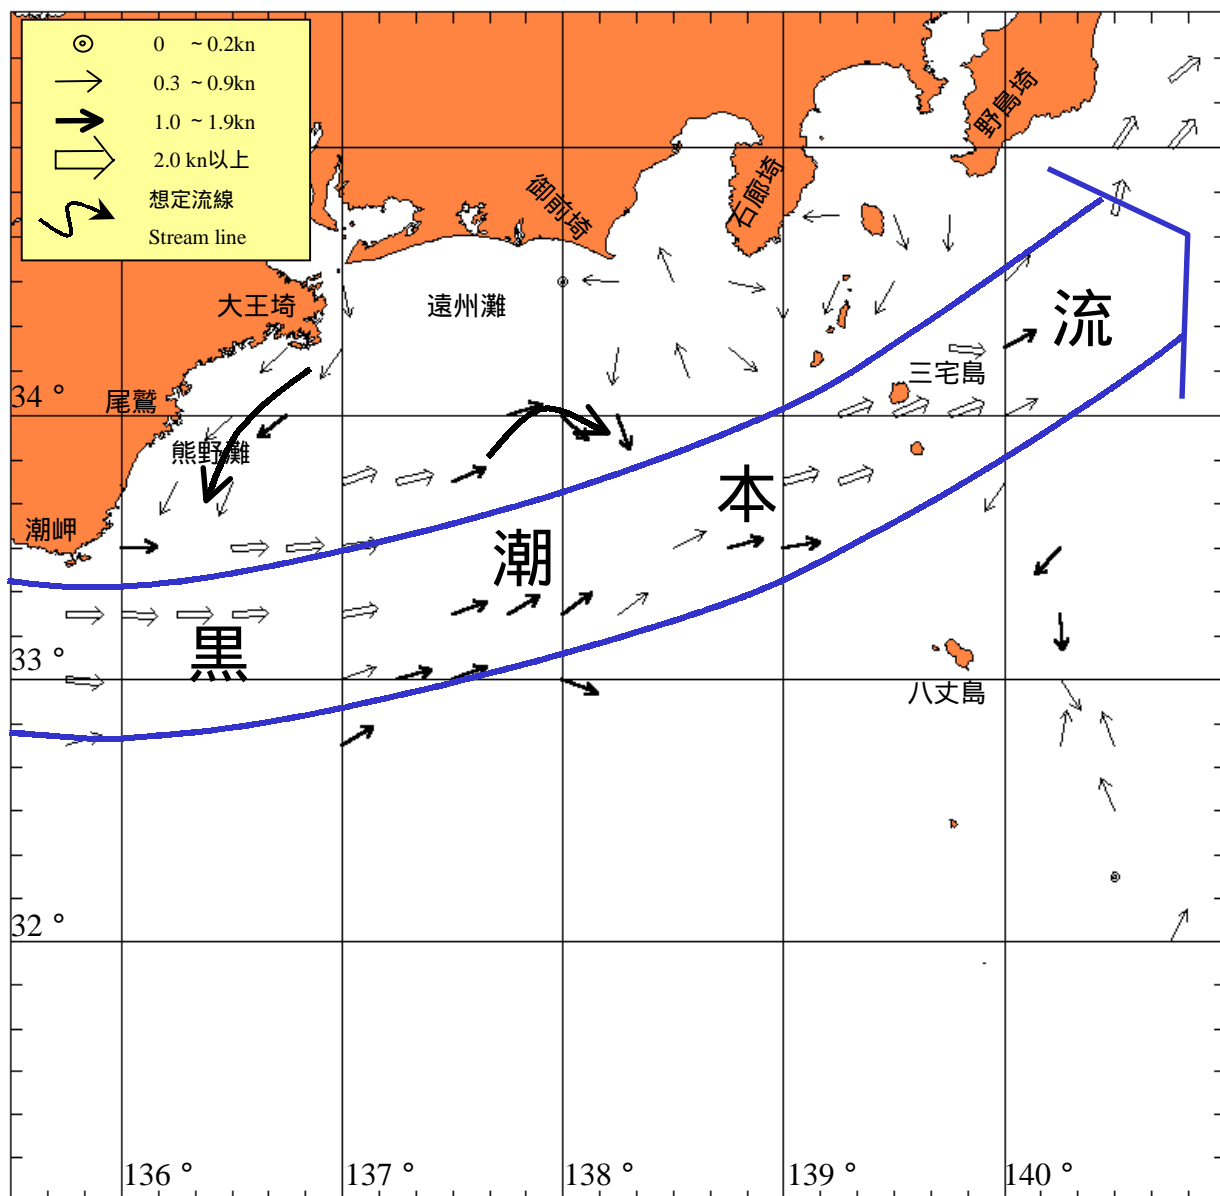 0 ~ 0.2kn
0.3 ~ 0.9kn
1.0 ~ 1.9kn
2.0 kn以上
想定流線
Stream line
野島埼
石廊埼
御前埼
大王埼
遠州灘
流
三宅島
34 °
尾鷲
熊野灘
本
潮岬
潮
33 °
黒
八丈島
32 °
136 ° 137 ° 138 ° 139 ° 140 °